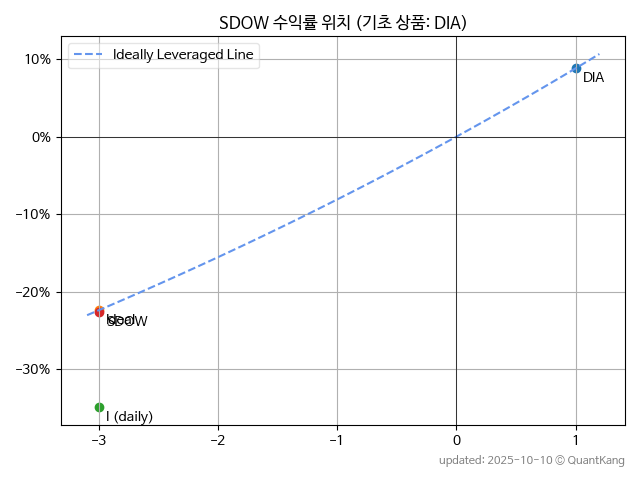 SDOW 수익률 위치 (기초 상품: DIA)
Ideally Leveraged Line
10%
DIA
0%
-10%
-20%
SDOW
-30%
I (daily)
-3
-2
-1
0
1
updated: 2025-10-10 © QuantKang